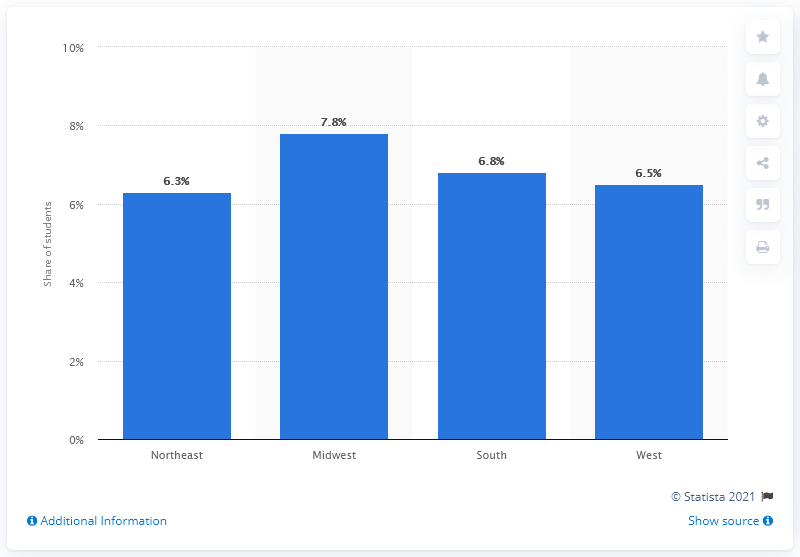 10%
8%
6%
4%
2%
0%
Share of students
6.3%
7.8%
6.8%
6.5%
Northeast
Midwest
South
West
© Statista 2021
Additional Information
Show source